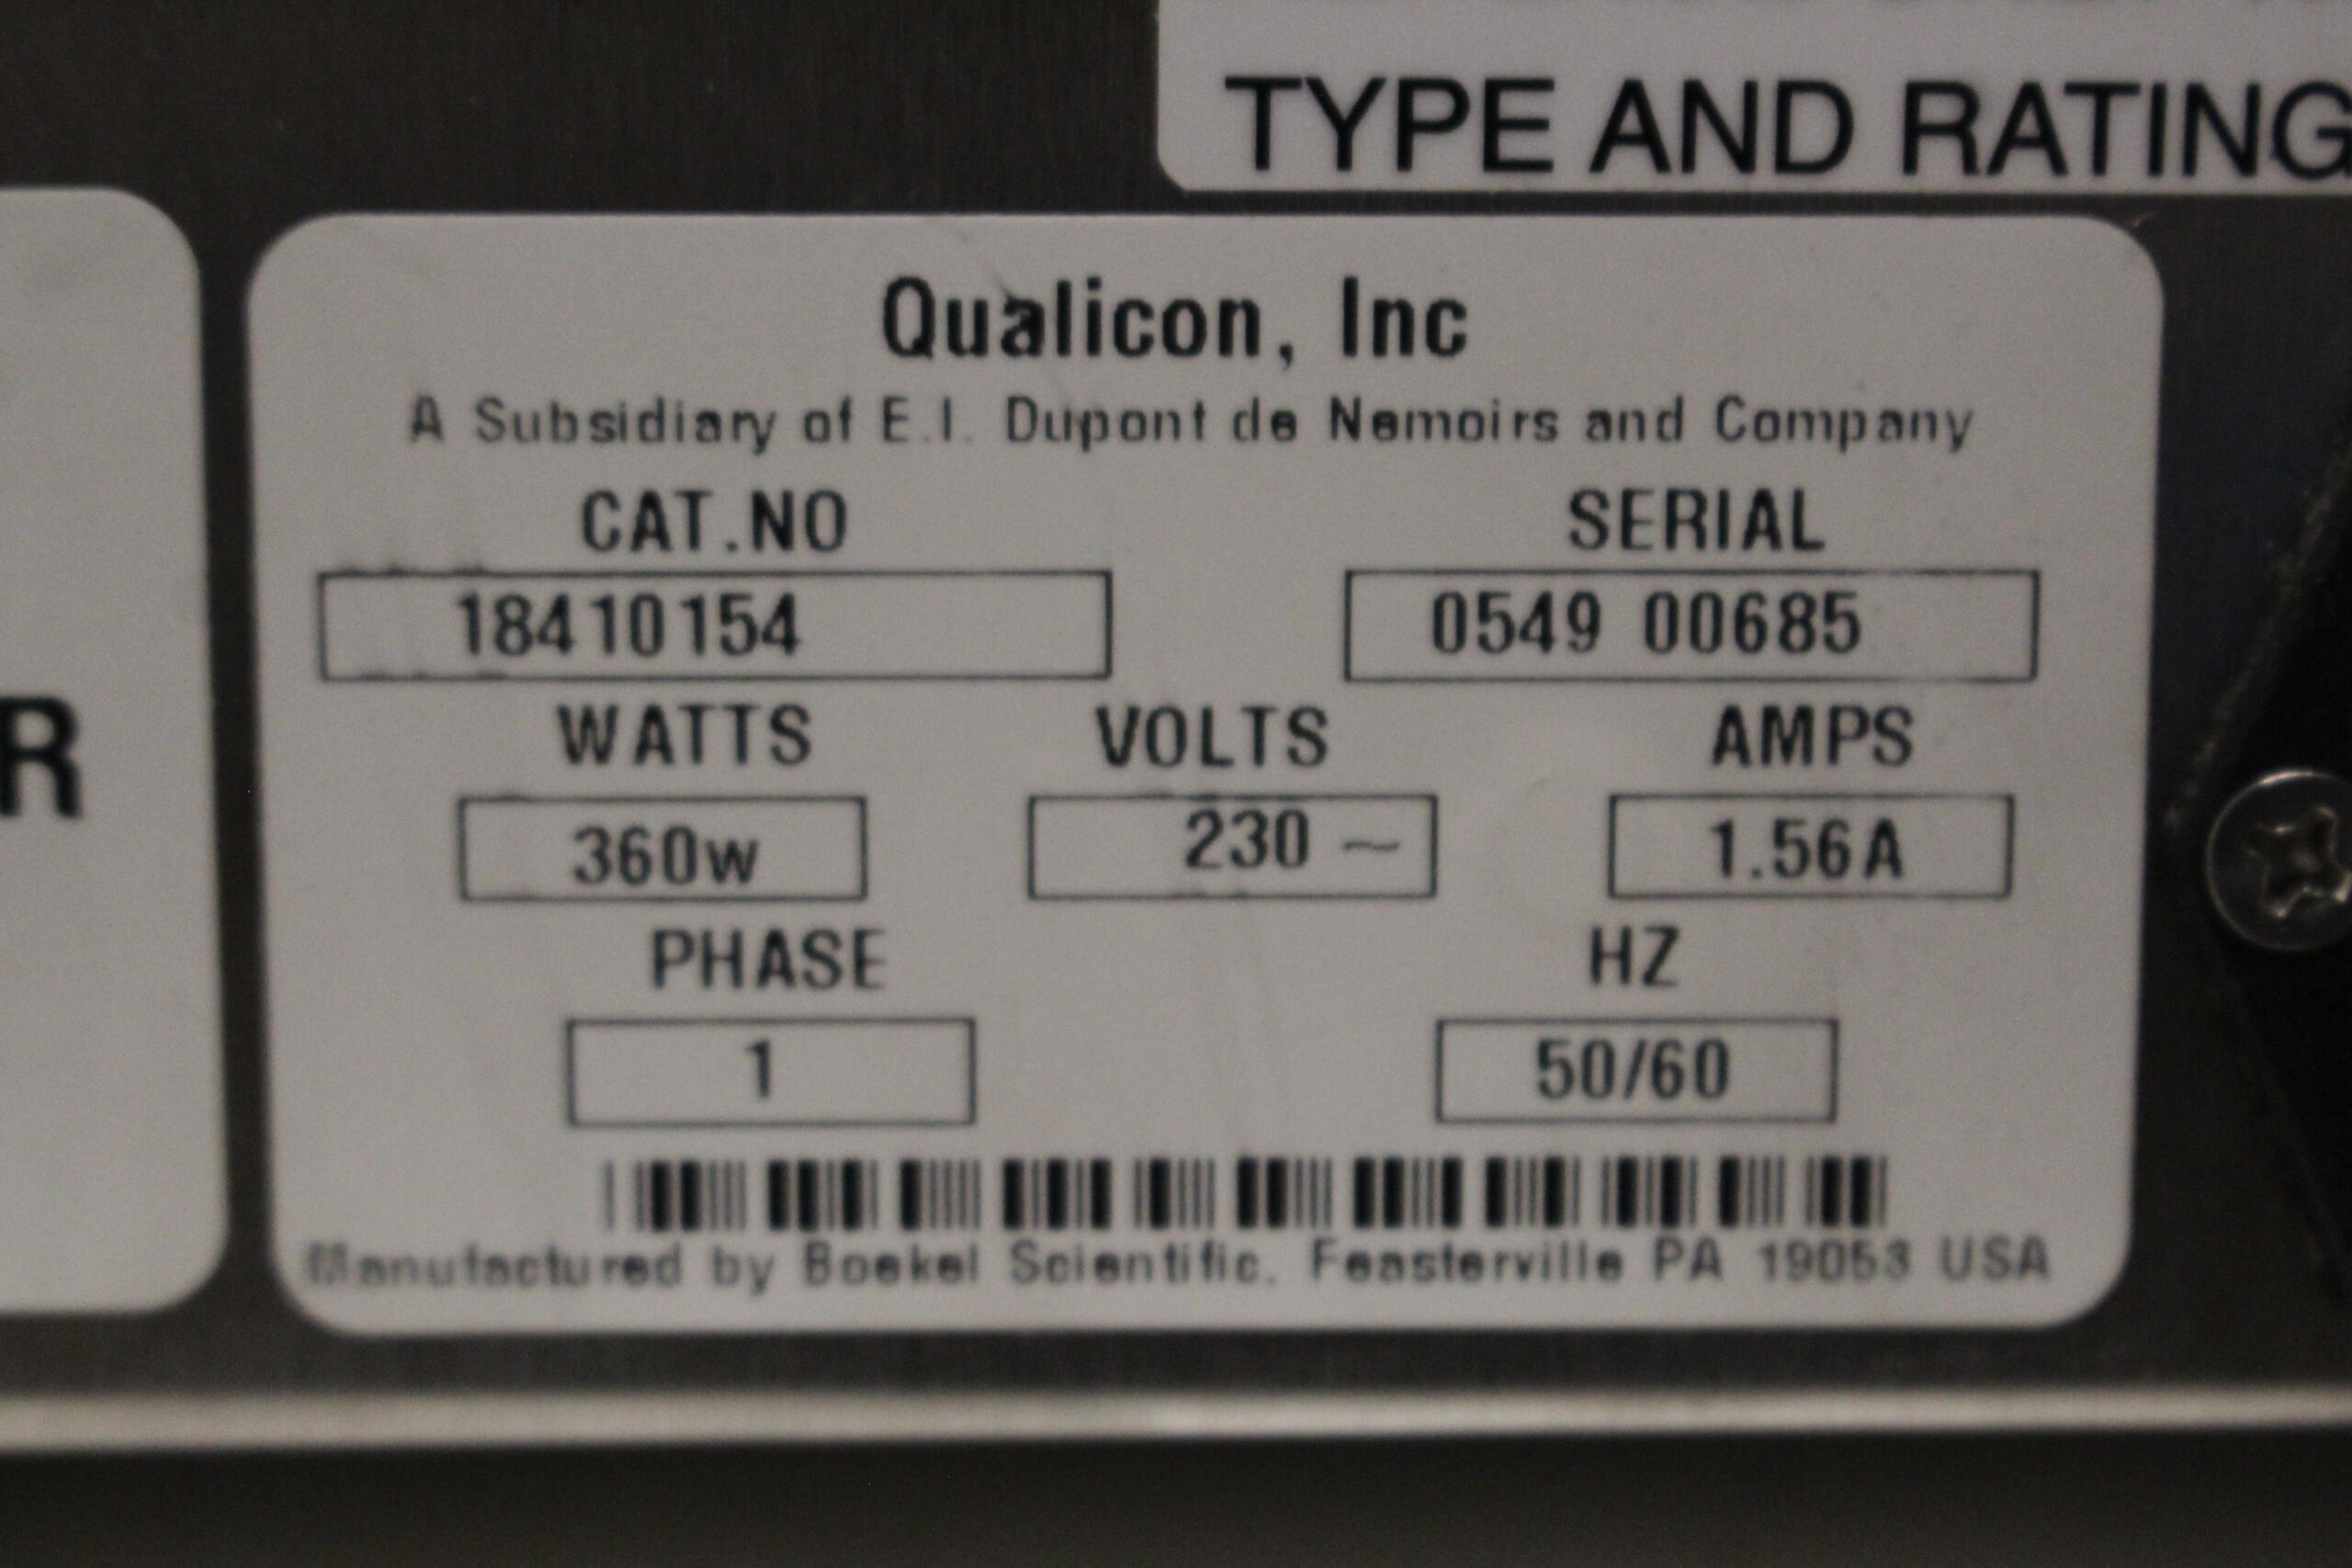 TYPE AND RATING
R
Qualicon, Inc
A Subsidiary of E.I. Dupont de Nemoirs and Company
CAT.NO SERIAL
18410154 0549 00685
WATTS VOLTS AMPS
360w 230 ~ 1.56A
PHASE HZ
1 50/60
Manufactured by Boekel Scientific. Feasterville PA 19053 USA